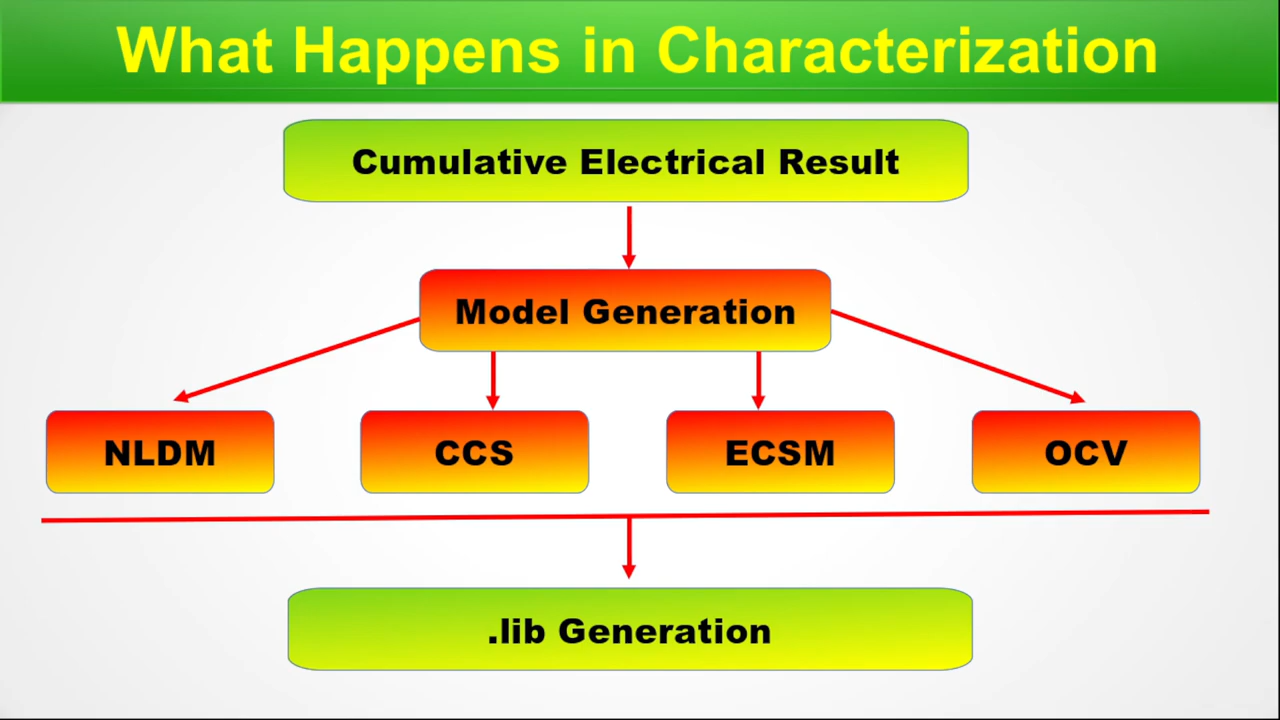 What Happens in Characterization
Cumulative Electrical Result
Model Generation
NLDM
CCS
ECSM
OCV
.lib Generation